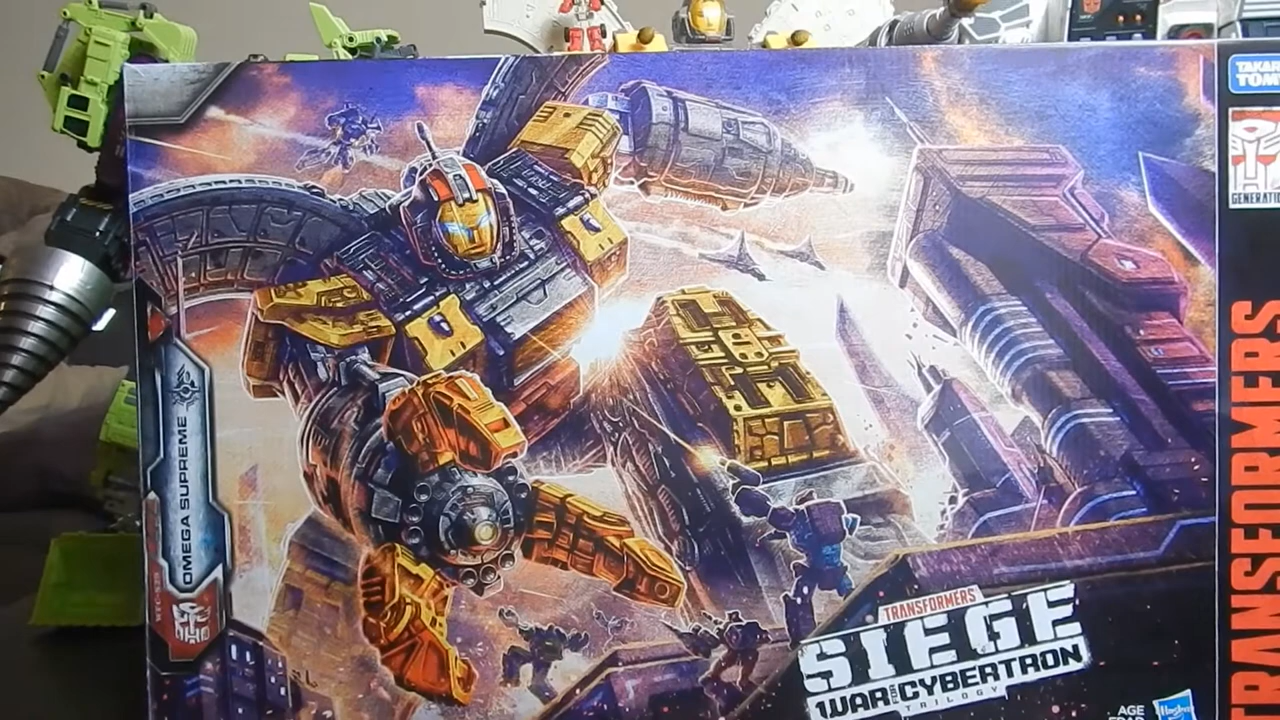 TAKARA
TOMY
GENERATIONS
TRANSFORMERS
OMEGA SUPREME
TRANSFORMERS
SIEGE
WAR FOR CYBERTRON
TRILOGY
AGE
Hasbro